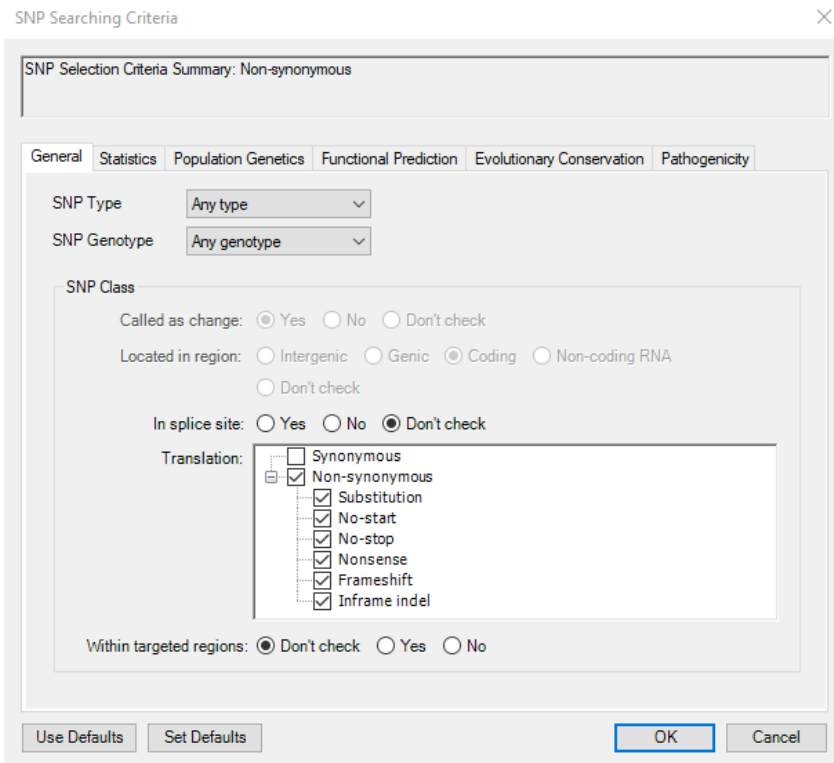 SNP Searching Criteria
SNP Selection Criteria Summary: Non-synonymous
General Statistics Population Genetics Functional Prediction Evolutionary Conservation Pathogenicity
SNP Type Any type
SNP Genotype Any genotype
SNP Class
Called as change: Yes No Don't check
Located in region: Intergenic Genic Coding Non-coding RNA
Don't check
In splice site: Yes No Don't check
Translation: Synonymous
Non-synonymous
Substitution
No-start
No-stop
Nonsense
Frameshift
Inframe indel
Within targeted regions: Don't check Yes No
Use Defaults Set Defaults OK Cancel